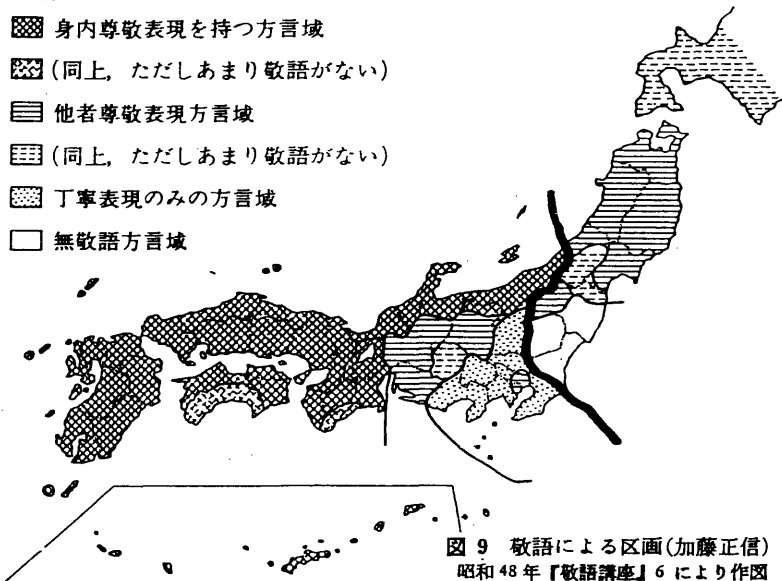 身内尊敬表現を持つ方言域
(同上，ただしあまり敬語がない)
他者尊敬表現方言域
(同上，ただしあまり敬語がない)
丁寧表現のみの方言域
無敬語方言域
図 9 敬語による区画(加藤正信)
昭和48年『敬語講座』6 により作図